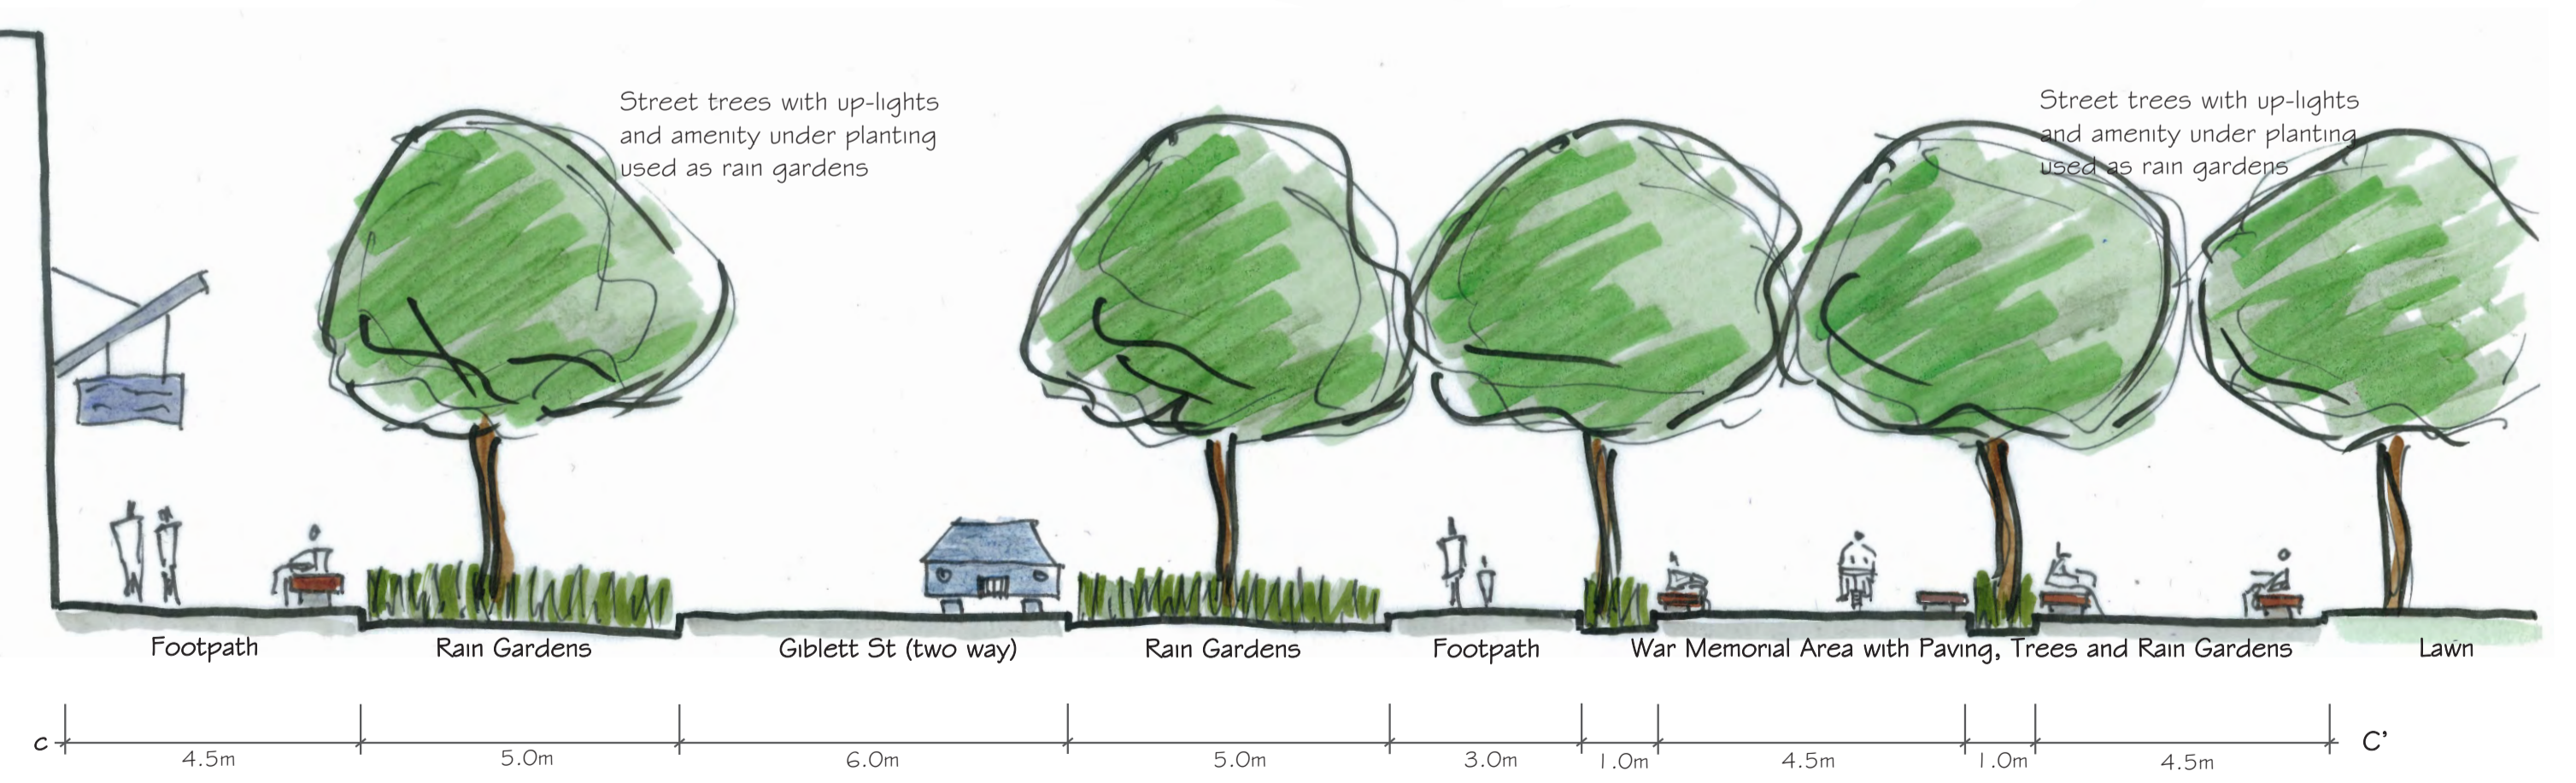 Street trees with up-lights
and amenity under planting
used as rain gardens
Street trees with up-lights
and amenity under planting
used as rain gardens
Footpath
Rain Gardens
Giblett St (two way)
Rain Gardens
Footpath
War Memorial Area with Paving, Trees and Rain Gardens
Lawn
c
4.5m
5.0m
6.0m
5.0m
3.0m
1.0m
4.5m
1.0m
4.5m
C'